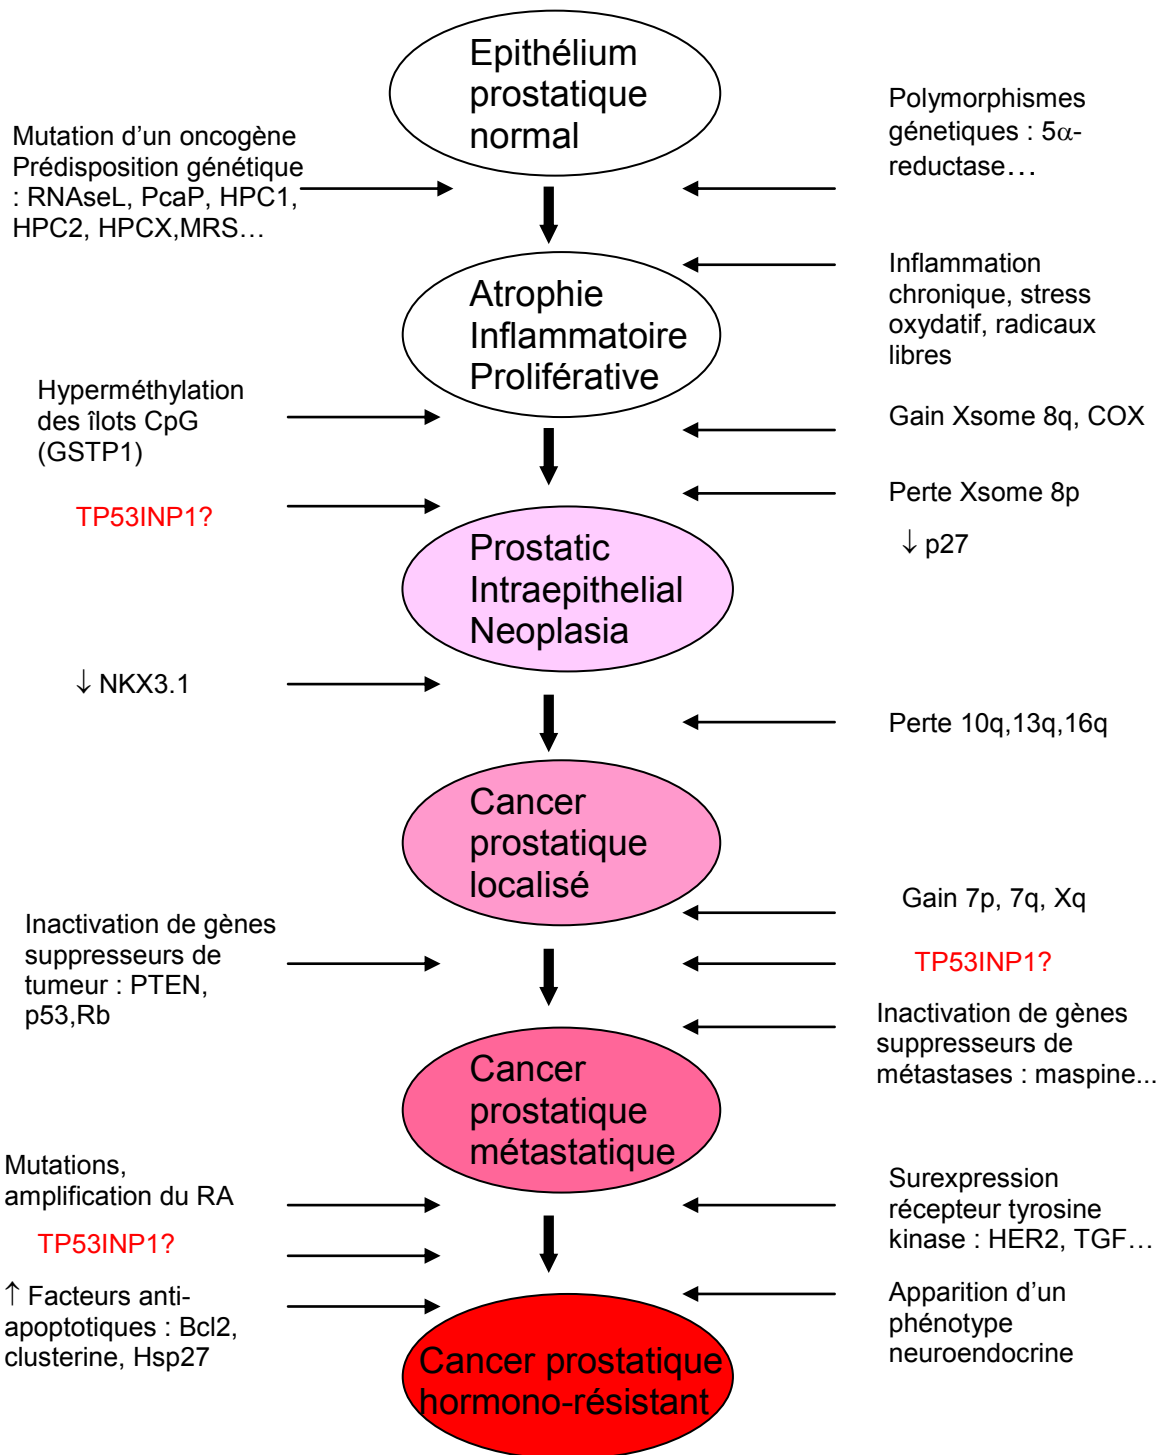 Epithélium
prostatique
normal
Mutation d’un oncogène
Prédisposition génétique
: RNAseL, PcaP, HPC1,
HPC2, HPCX,MRS…
Polymorphismes
génetiques : 5α-
reductase…
Atrophie
Inflammatoire
Proliférative
Inflammation
chronique, stress
oxydatif, radicaux
libres
Hyperméthylation
des îlots CpG
(GSTP1)
Gain Xsome 8q, COX
TP53INP1?
Perte Xsome 8p
↓ p27
Prostatic
Intraepithelial
Neoplasia
↓ NKX3.1
Perte 10q,13q,16q
Cancer
prostatique
localisé
Inactivation de gènes
suppresseurs de
tumeur : PTEN,
p53,Rb
Gain 7p, 7q, Xq
TP53INP1?
Inactivation de gènes
suppresseurs de
métastases : maspine...
Cancer
prostatique
métastatique
Mutations,
amplification du RA
TP53INP1?
↑ Facteurs anti-
apoptotiques : Bcl2,
clusterine, Hsp27
Surexpression
récepteur tyrosine
kinase : HER2, TGF…
Apparition d’un
phénotype
neuroendocrine
Cancer prostatique
hormono-résistant